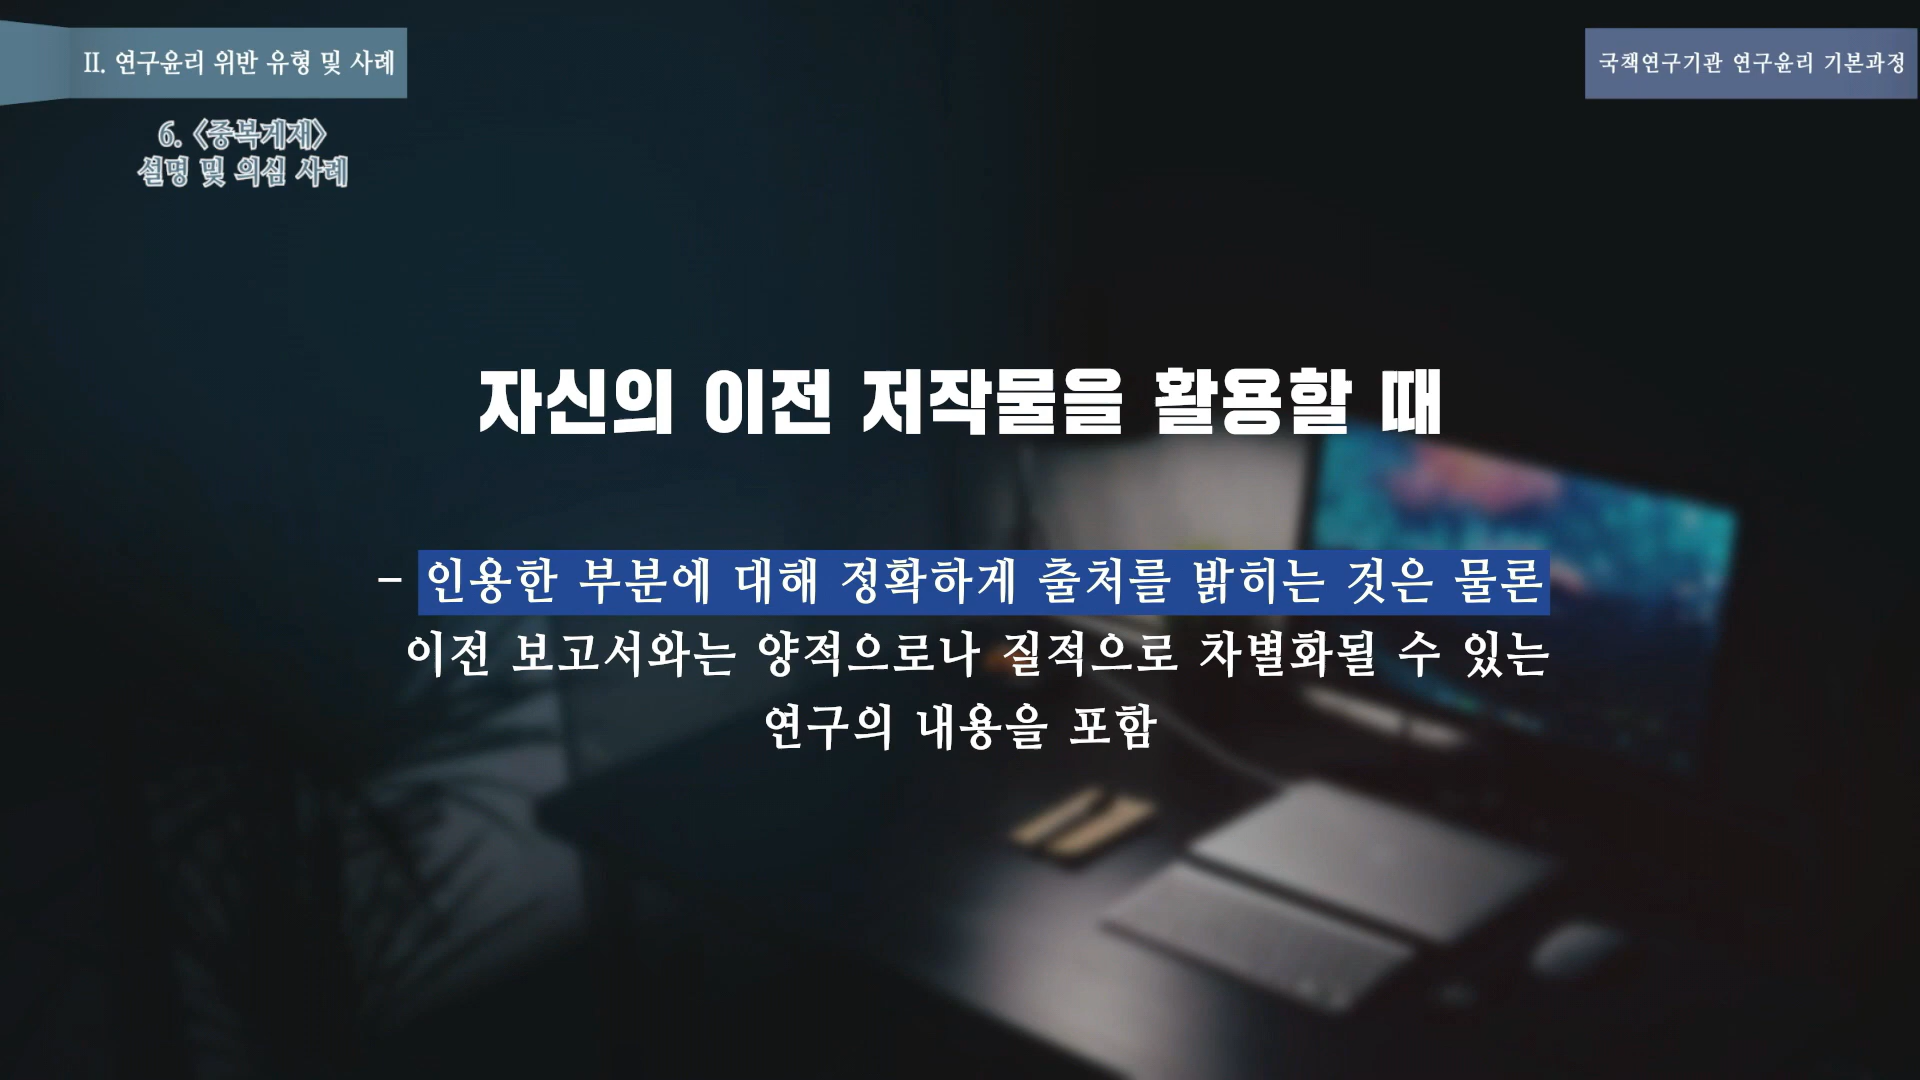 II. 연구윤리 위반 유형 및 사례
국책연구기관 연구윤리 기본과정
6. <중복게재>
설명 및 의심 사례
자신의 이전 저작물을 활용할 때
- 인용한 부분에 대해 정확하게 출처를 밝히는 것은 물론
이전 보고서와는 양적으로나 질적으로 차별화될 수 있는
연구의 내용을 포함